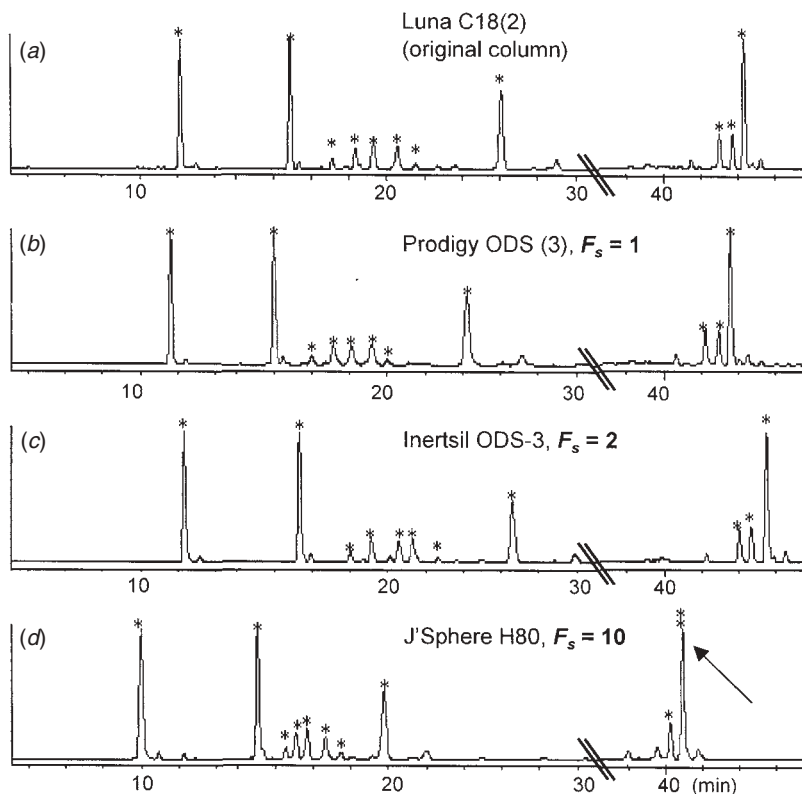 (a)
Luna C18(2)
(original column)
* * * * * * * * * * *
10 20 30 40
(b)
Prodigy ODS (3), Fs = 1
* * * * * * * * * * *
10 20 30 40
(c)
Inertsil ODS-3, Fs = 2
* * * * * * * * * * *
10 20 30 40
(d)
J'Sphere H80, Fs = 10
* * * * * * * * * * *
10 20 30 40 (min)